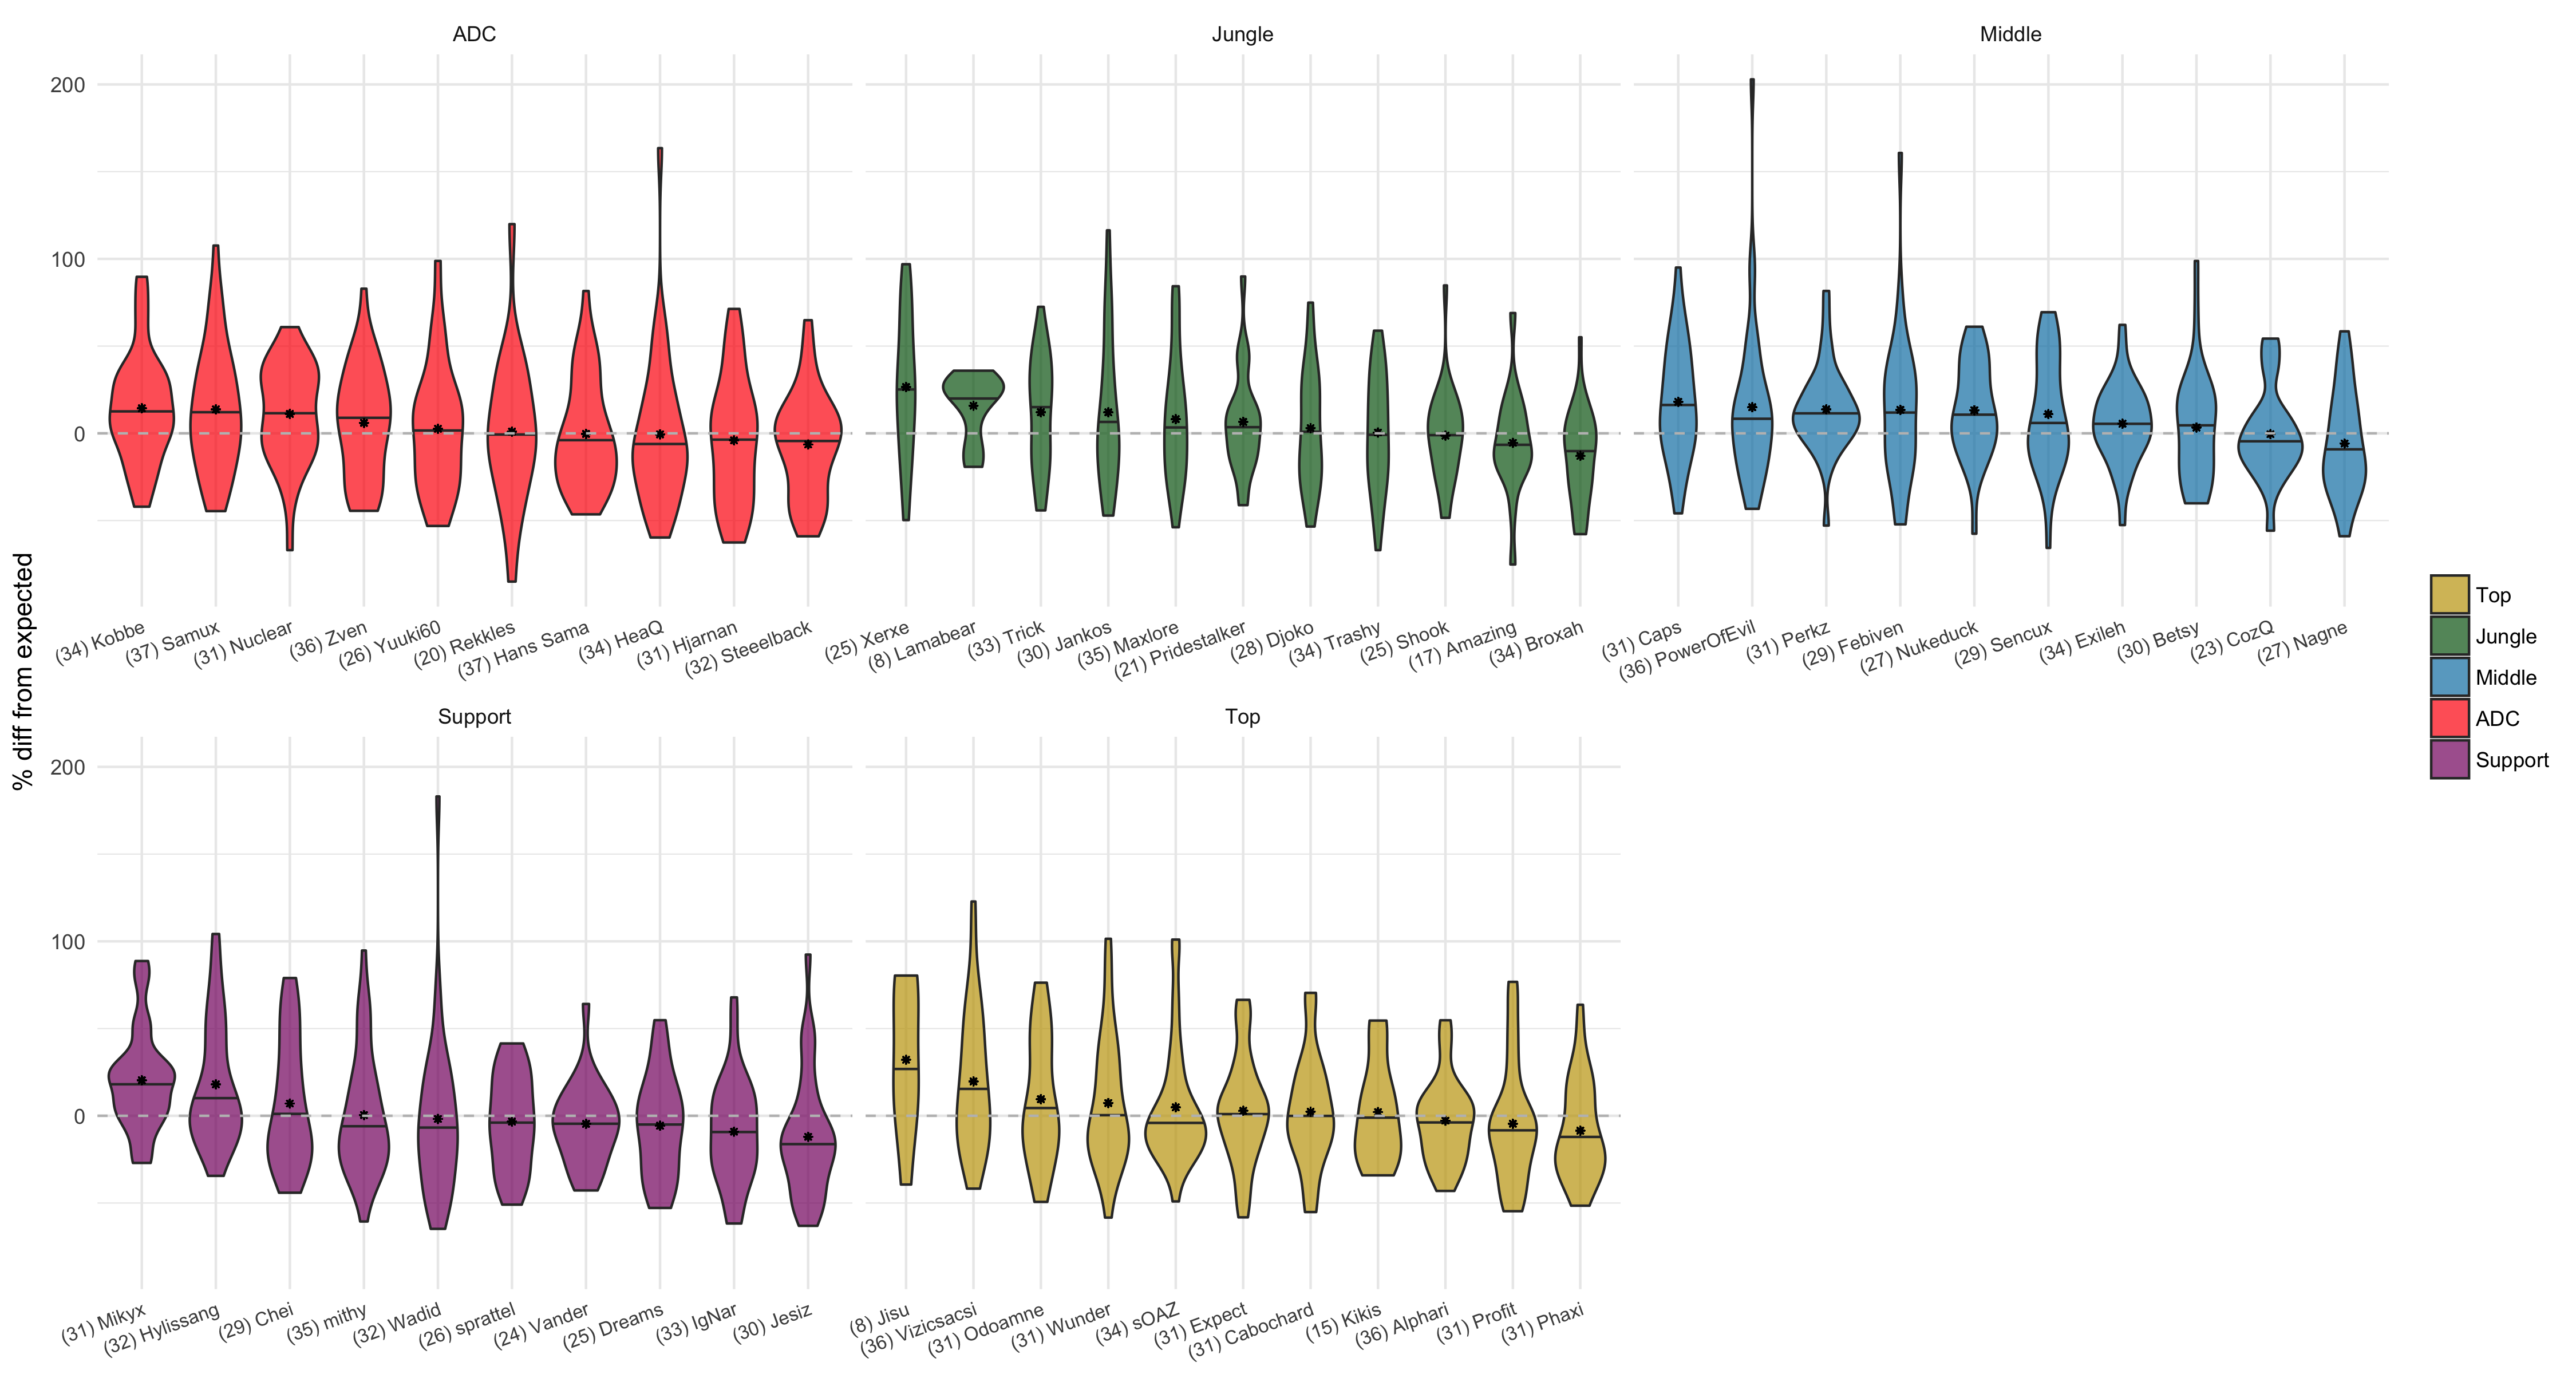 ADC
Jungle
Middle
200
100
0
(34) Kobbe
(37) Samux
(31) Nuclear
(36) Zven
(26) Yuuki60
(20) Rekkles
(37) Hans Sama
(34) HeaQ
(31) Hjarnan
(32) Steeelback
(25) Xerxe
(8) Lamabear
(33) Trick
(30) Jankos
(35) Maxlore
(21) Pridestalker
(28) Djoko
(34) Trashy
(25) Shook
(17) Amazing
(34) Broxah
(31) Caps
(36) PowerOfEvil
(31) Perkz
(29) Febiven
(27) Nukeduck
(29) Sencux
(34) Exileh
(30) Betsy
(23) CozQ
(27) Nagne
% diff from expected
Support
Top
200
100
0
(31) Mikyx
(32) Hylissang
(29) Chei
(35) mithy
(32) Wadid
(26) sprattel
(24) Vander
(25) Dreams
(33) IgNar
(30) Jesiz
(8) Jisu
(36) Vizicsacsi
(31) Odoamne
(31) Wunder
(34) sOAZ
(31) Expect
(31) Cabochard
(15) Kikis
(36) Alphari
(31) Profit
(31) Phaxi
Top
Jungle
Middle
ADC
Support